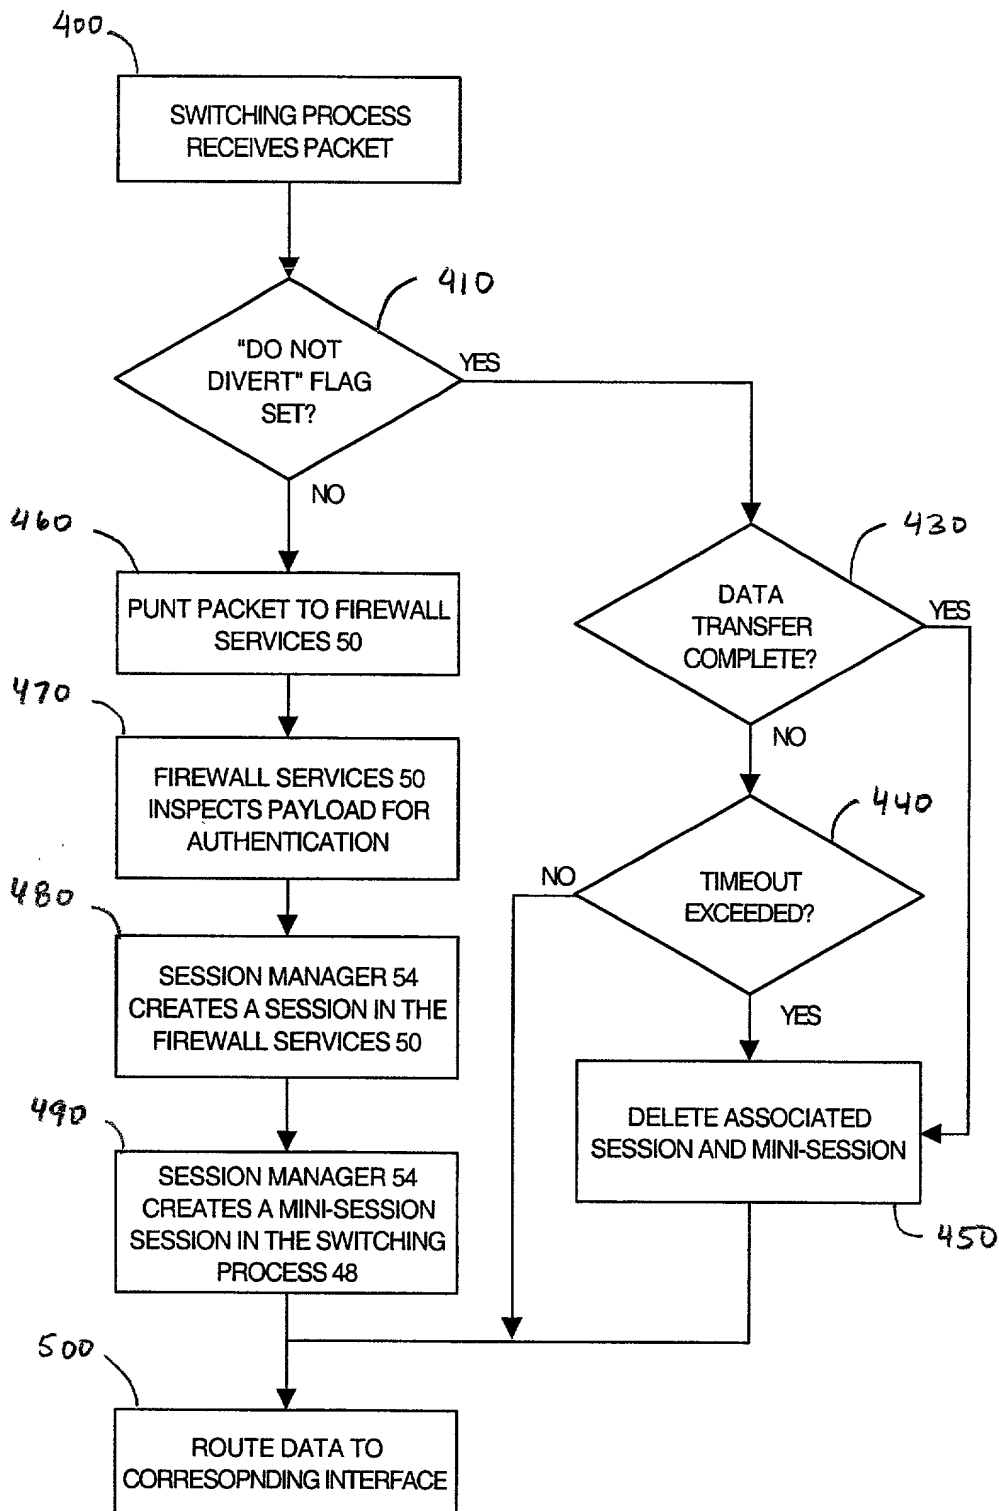 400
SWITCHING PROCESS
RECEIVES PACKET
410
"DO NOT
DIVERT" FLAG
SET?
YES
NO
460
PUNT PACKET TO FIREWALL
SERVICES 50
430
DATA
TRANSFER
COMPLETE?
YES
NO
470
FIREWALL SERVICES 50
INSPECTS PAYLOAD FOR
AUTHENTICATION
440
TIMEOUT
EXCEEDED?
NO
YES
480
SESSION MANAGER 54
CREATES A SESSION IN THE
FIREWALL SERVICES 50
DELETE ASSOCIATED
SESSION AND MINI-SESSION
450
490
SESSION MANAGER 54
CREATES A MINI-SESSION
SESSION IN THE SWITCHING
PROCESS 48
500
ROUTE DATA TO
CORRESOPNDING INTERFACE